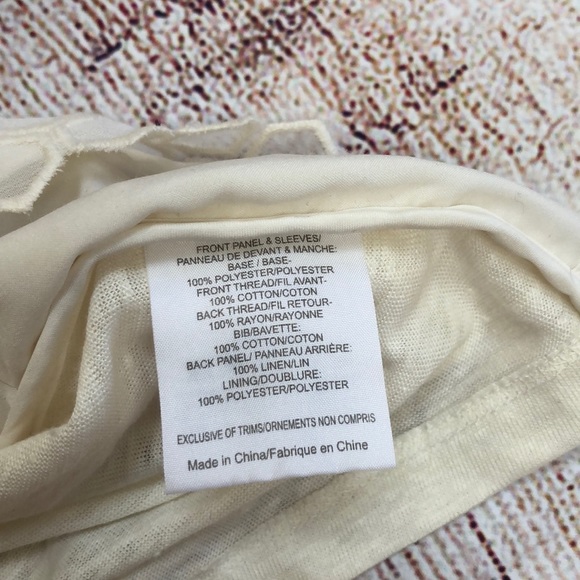 FRONT PANEL & SLEEVES/
PANNEAU DE DEVANT & MANCHE:
BASE / BASE-
100% POLYESTER/POLYESTER
FRONT THREAD/FIL AVANT-
100% COTTON/COTON
BACK THREAD/FIL RETOUR-
100% RAYON/RAYONNE
BIB/BAVETTE:
100% COTTON/COTON
BACK PANEL/ PANNEAU ARRIÈRE:
100% LINEN/LIN
LINING/DOUBLURE:
100% POLYESTER/POLYESTER
EXCLUSIVE OF TRIMS/ORNEMENTS NON COMPRIS
Made in China/Fabrique en Chine